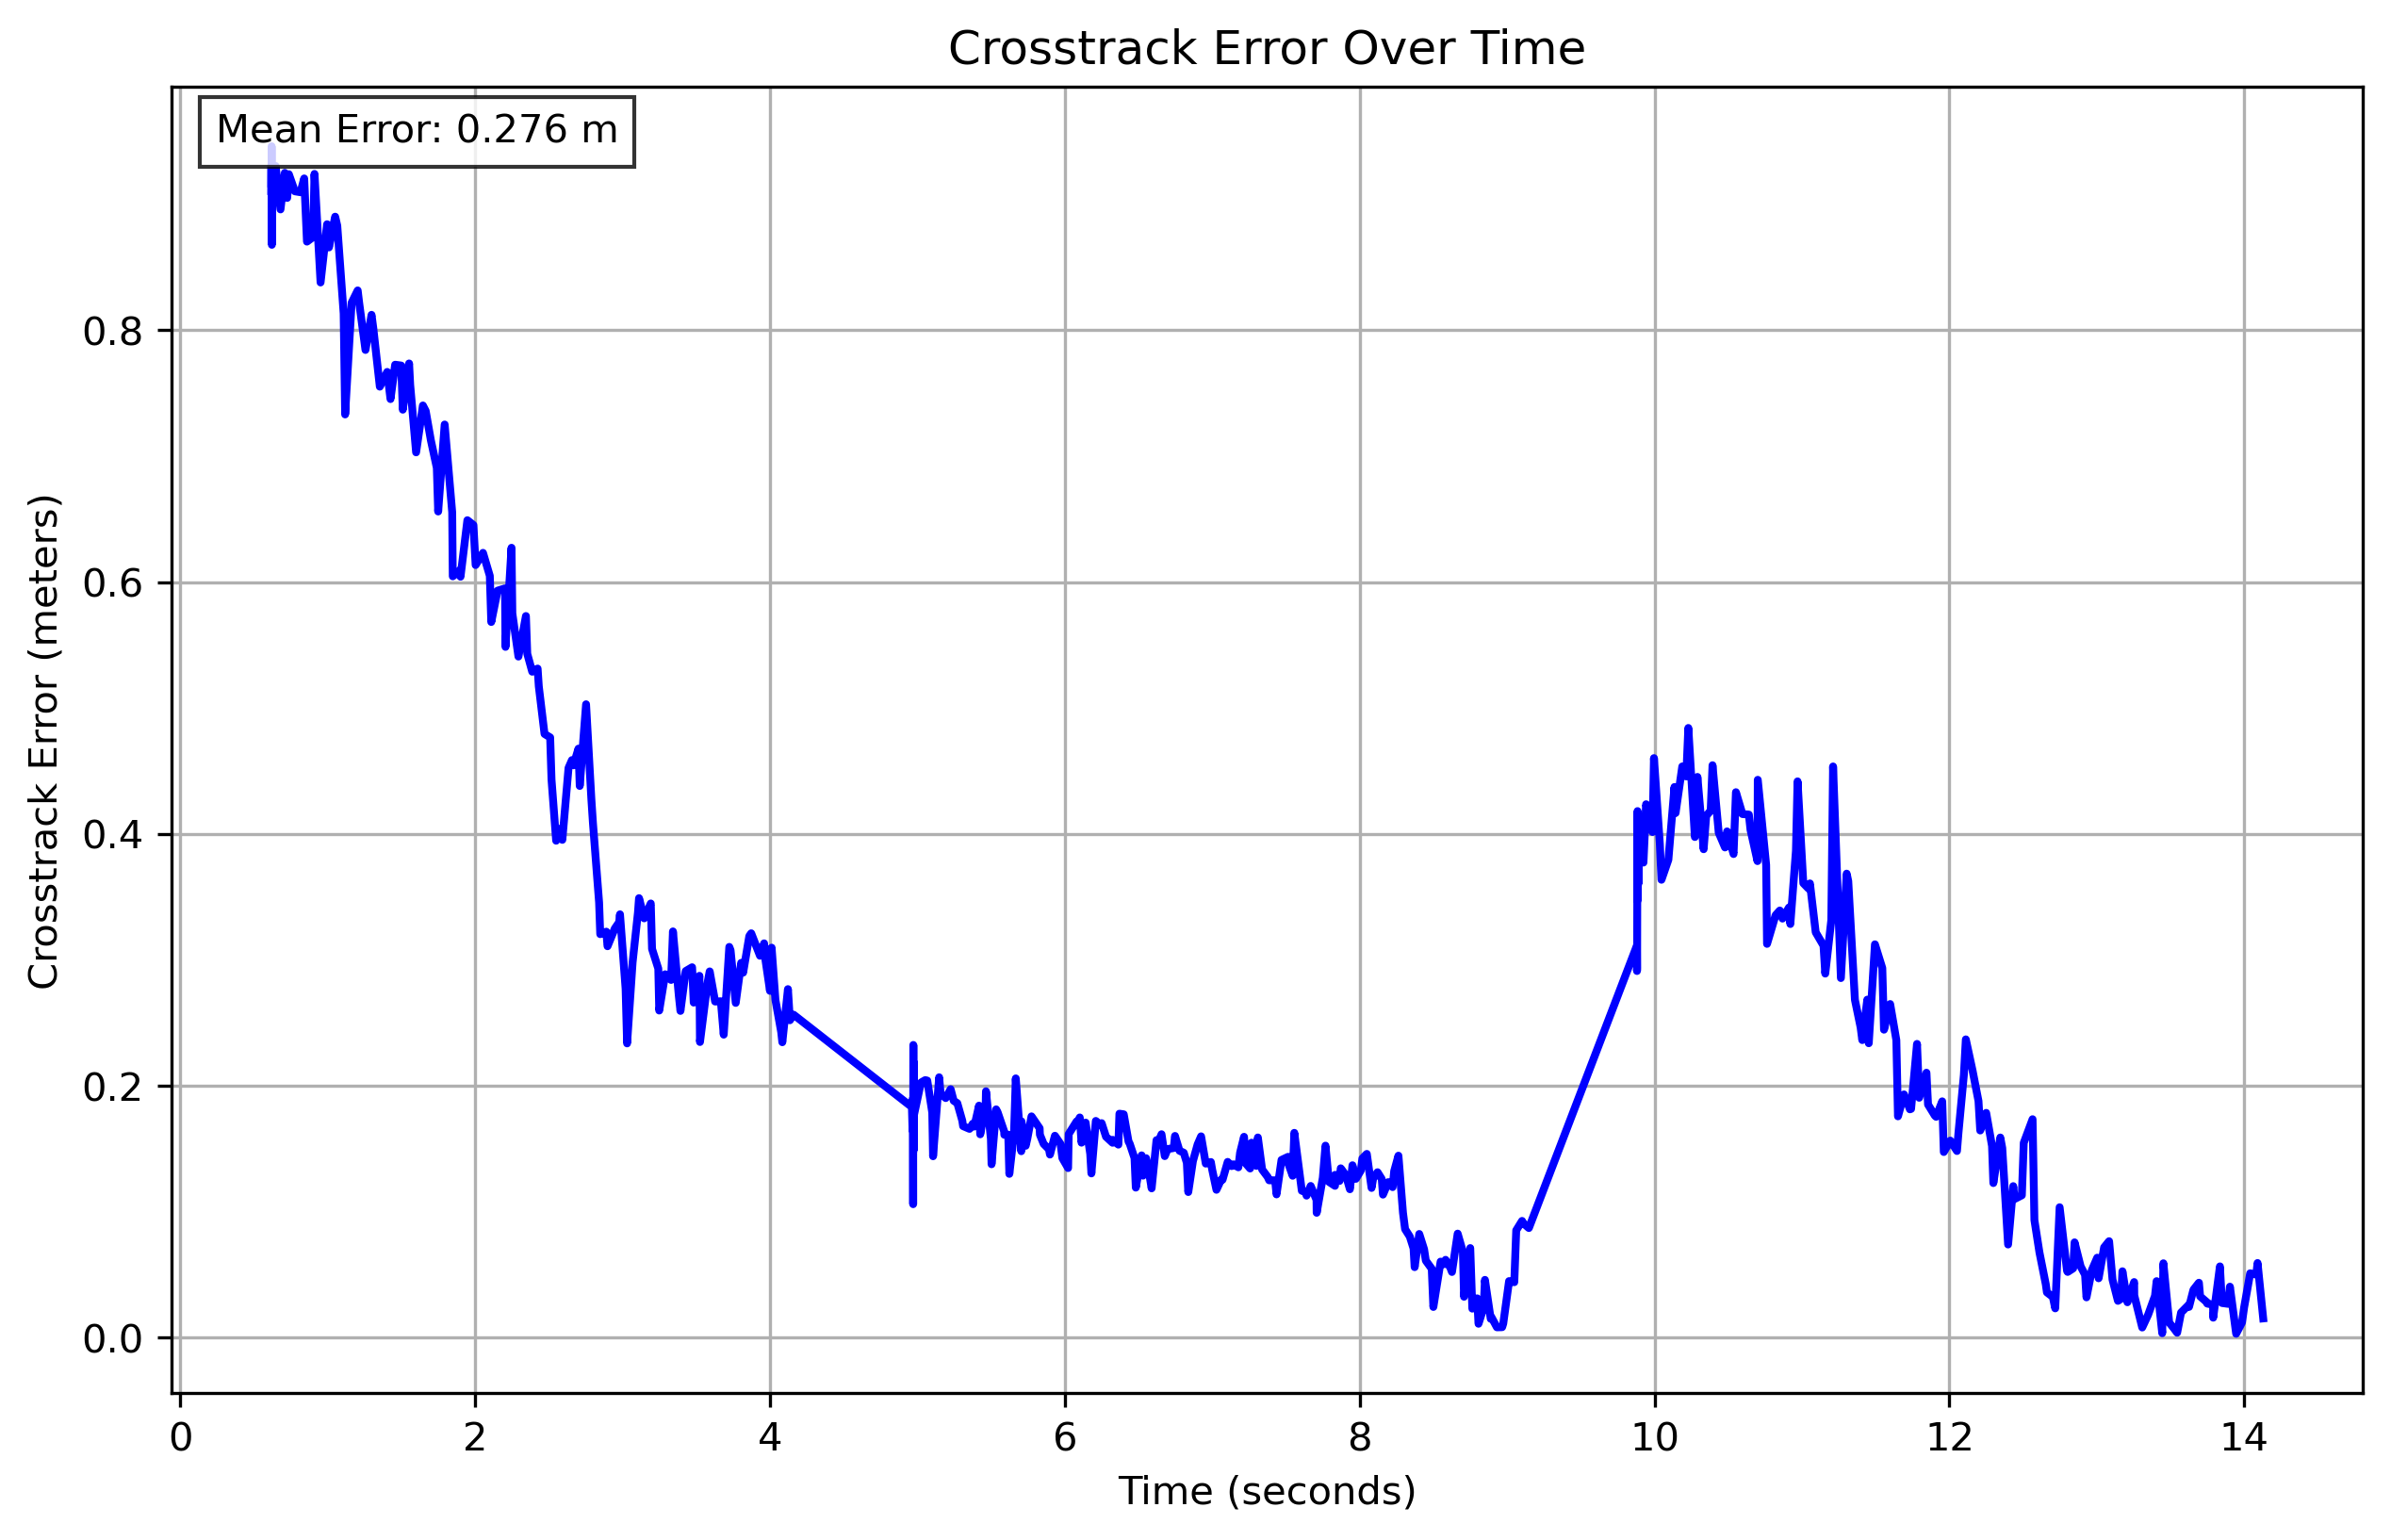 Crosstrack Error Over Time
Mean Error: 0.276 m
Crosstrack Error (meters)
0.8
0.6
0.4
0.2
0.0
0 2 4 6 8 10 12 14
Time (seconds)